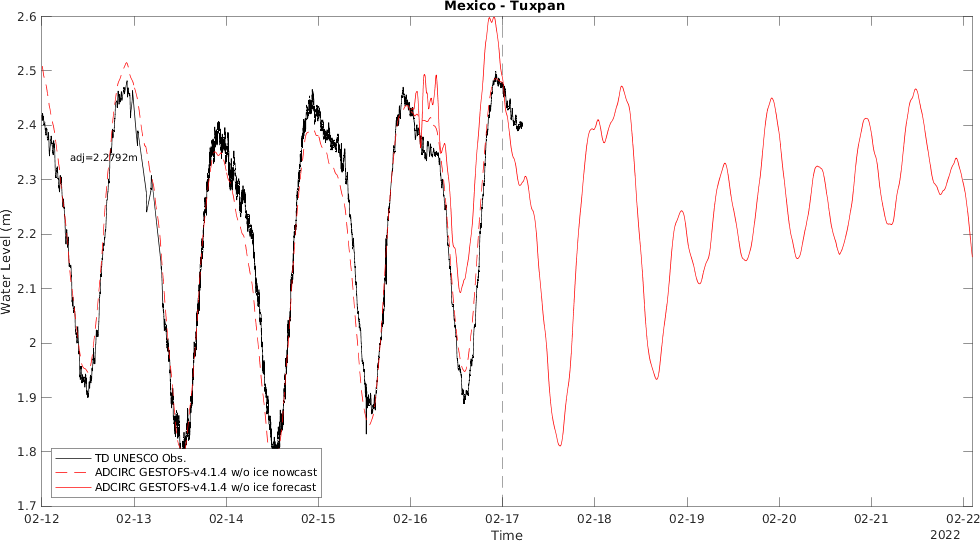 Mexico - Tuxpan
2.6
2.5
2.4
2.3
2.2
2.1
2
1.9
1.8
1.7
Water Level (m)
adj=2.2792m
TD UNESCO Obs.
ADCIRC GESTOFS-v4.1.4 w/o ice nowcast
ADCIRC GESTOFS-v4.1.4 w/o ice forecast
02-12 02-13 02-14 02-15 02-16 02-17 02-18 02-19 02-20 02-21 02-22
Time 2022